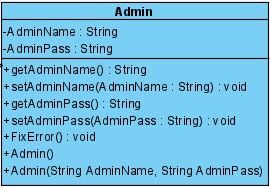 Admin
-AdminName : String
-AdminPass : String
+getAdminName() : String
+setAdminName(AdminName : String) : void
+getAdminPass() : String
+setAdminPass(AdminPass : String) : void
+FixError() : void
+Admin()
+Admin(String AdminName, String AdminPass)